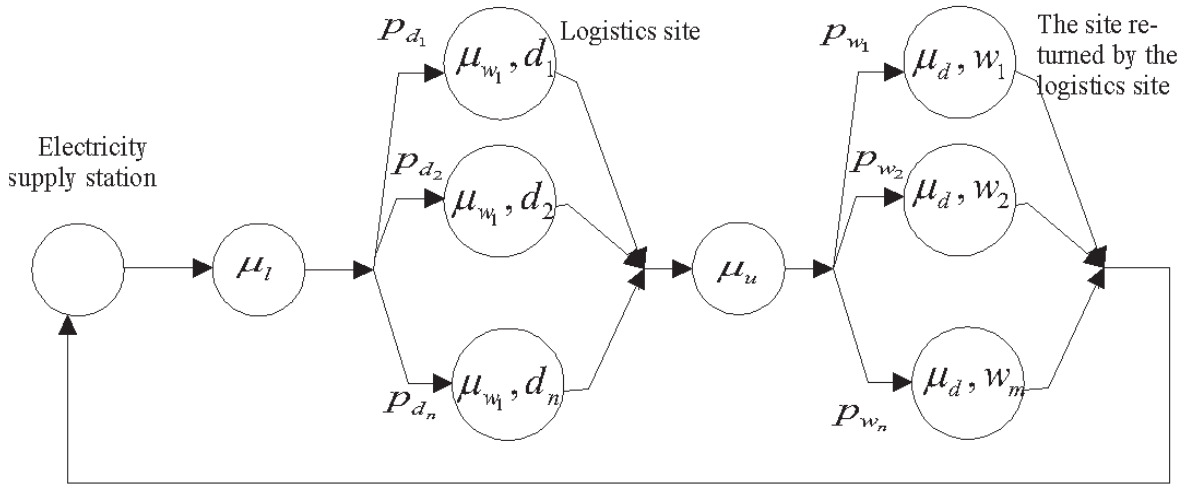 p_{d_1}
μ_{w_1}, d_1
Logistics site
p_{w_1}
μ_d, w_1
The site re-
turned by the
logistics site
Electricity
supply station
p_{d_2}
μ_{w_1}, d_2
p_{w_2}
μ_d, w_2
μ_l
μ_u
p_{d_n}
μ_{w_1}, d_n
p_{w_n}
μ_d, w_m